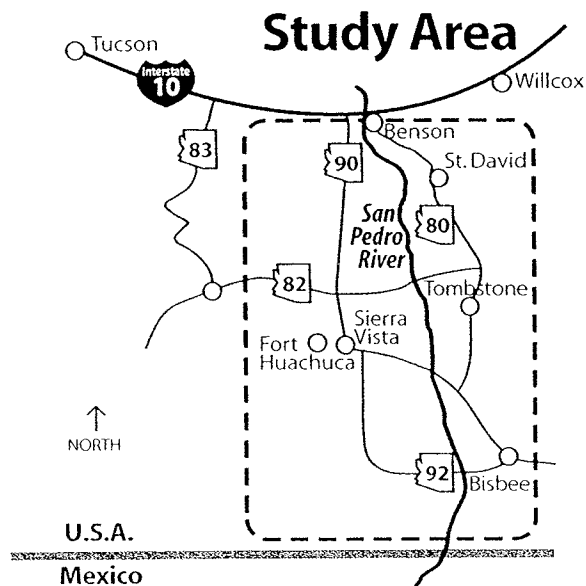 Study Area
Tucson
Interstate
10
Willcox
Benson
83
90
St. David
San
Pedro
River
80
82
Tombstone
Sierra
Vista
Fort
Huachuca
NORTH
92
Bisbee
U.S.A.
Mexico